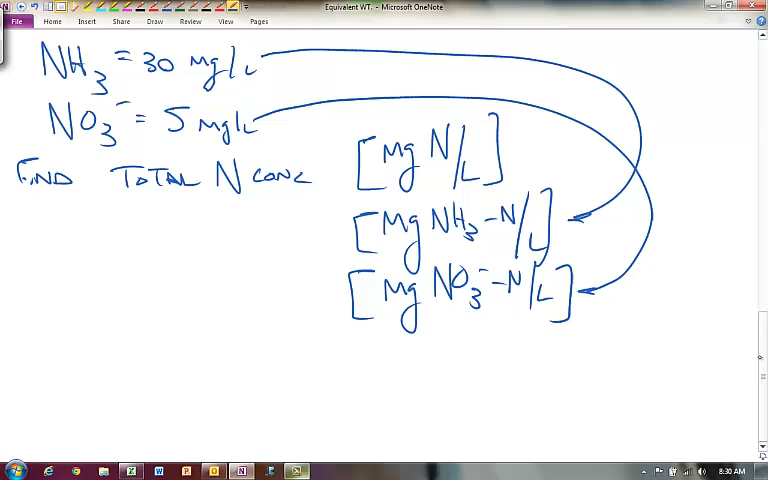 Equivalent WT. - Microsoft OneNote
File Home Insert Share Draw Review View Pages
NH3 = 30 mg/L
NO3- = 5 mg/L
FIND TOTAL N CONC [Mg N/L]
[Mg NH3-N/L]
[Mg NO3- -N/L]
8:30 AM